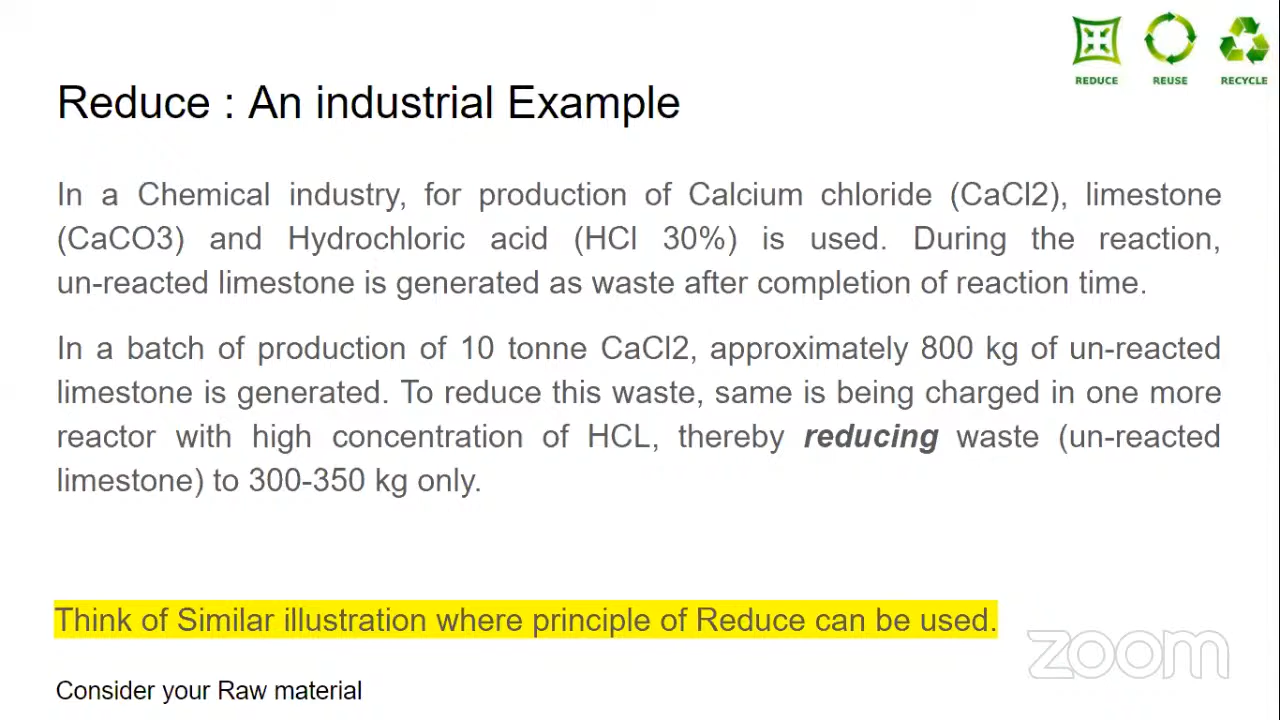 REDUCE REUSE RECYCLE
Reduce : An industrial Example
In a Chemical industry, for production of Calcium chloride (CaCl2), limestone
(CaCO3) and Hydrochloric acid (HCl 30%) is used. During the reaction,
un-reacted limestone is generated as waste after completion of reaction time.
In a batch of production of 10 tonne CaCl2, approximately 800 kg of un-reacted
limestone is generated. To reduce this waste, same is being charged in one more
reactor with high concentration of HCL, thereby reducing waste (un-reacted
limestone) to 300-350 kg only.
Think of Similar illustration where principle of Reduce can be used.
zoom
Consider your Raw material